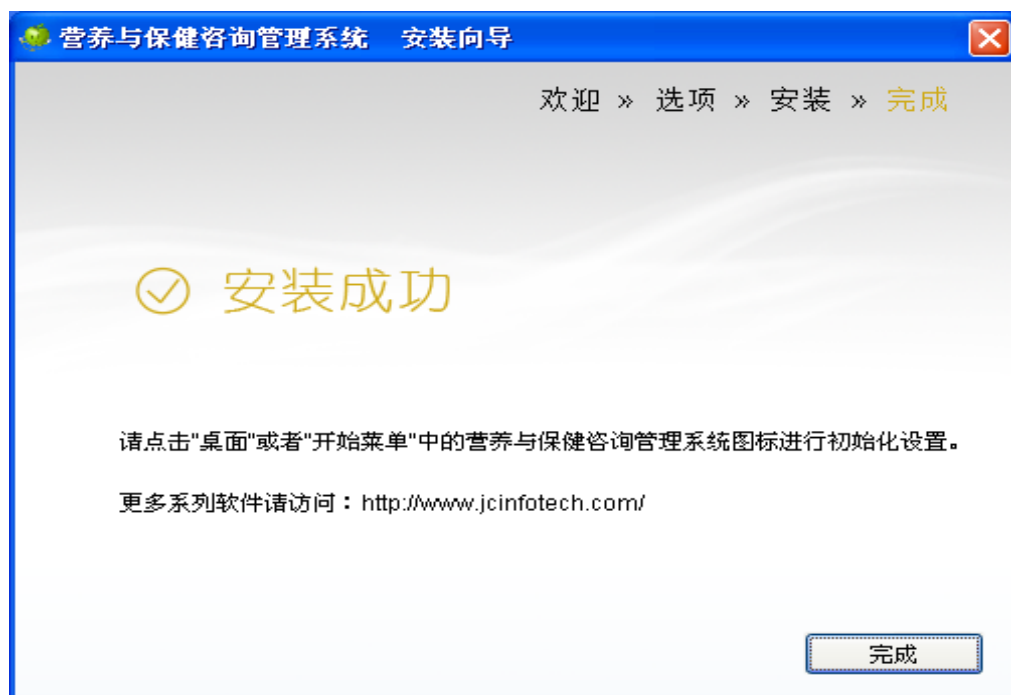 营养与保健咨询管理系统 安装向导
欢迎 » 选项 » 安装 » 完成
安装成功
请点击"桌面"或者"开始菜单"中的营养与保健咨询管理系统图标进行初始化设置。
更多系列软件请访问：http://www.jcinfotech.com/
完成